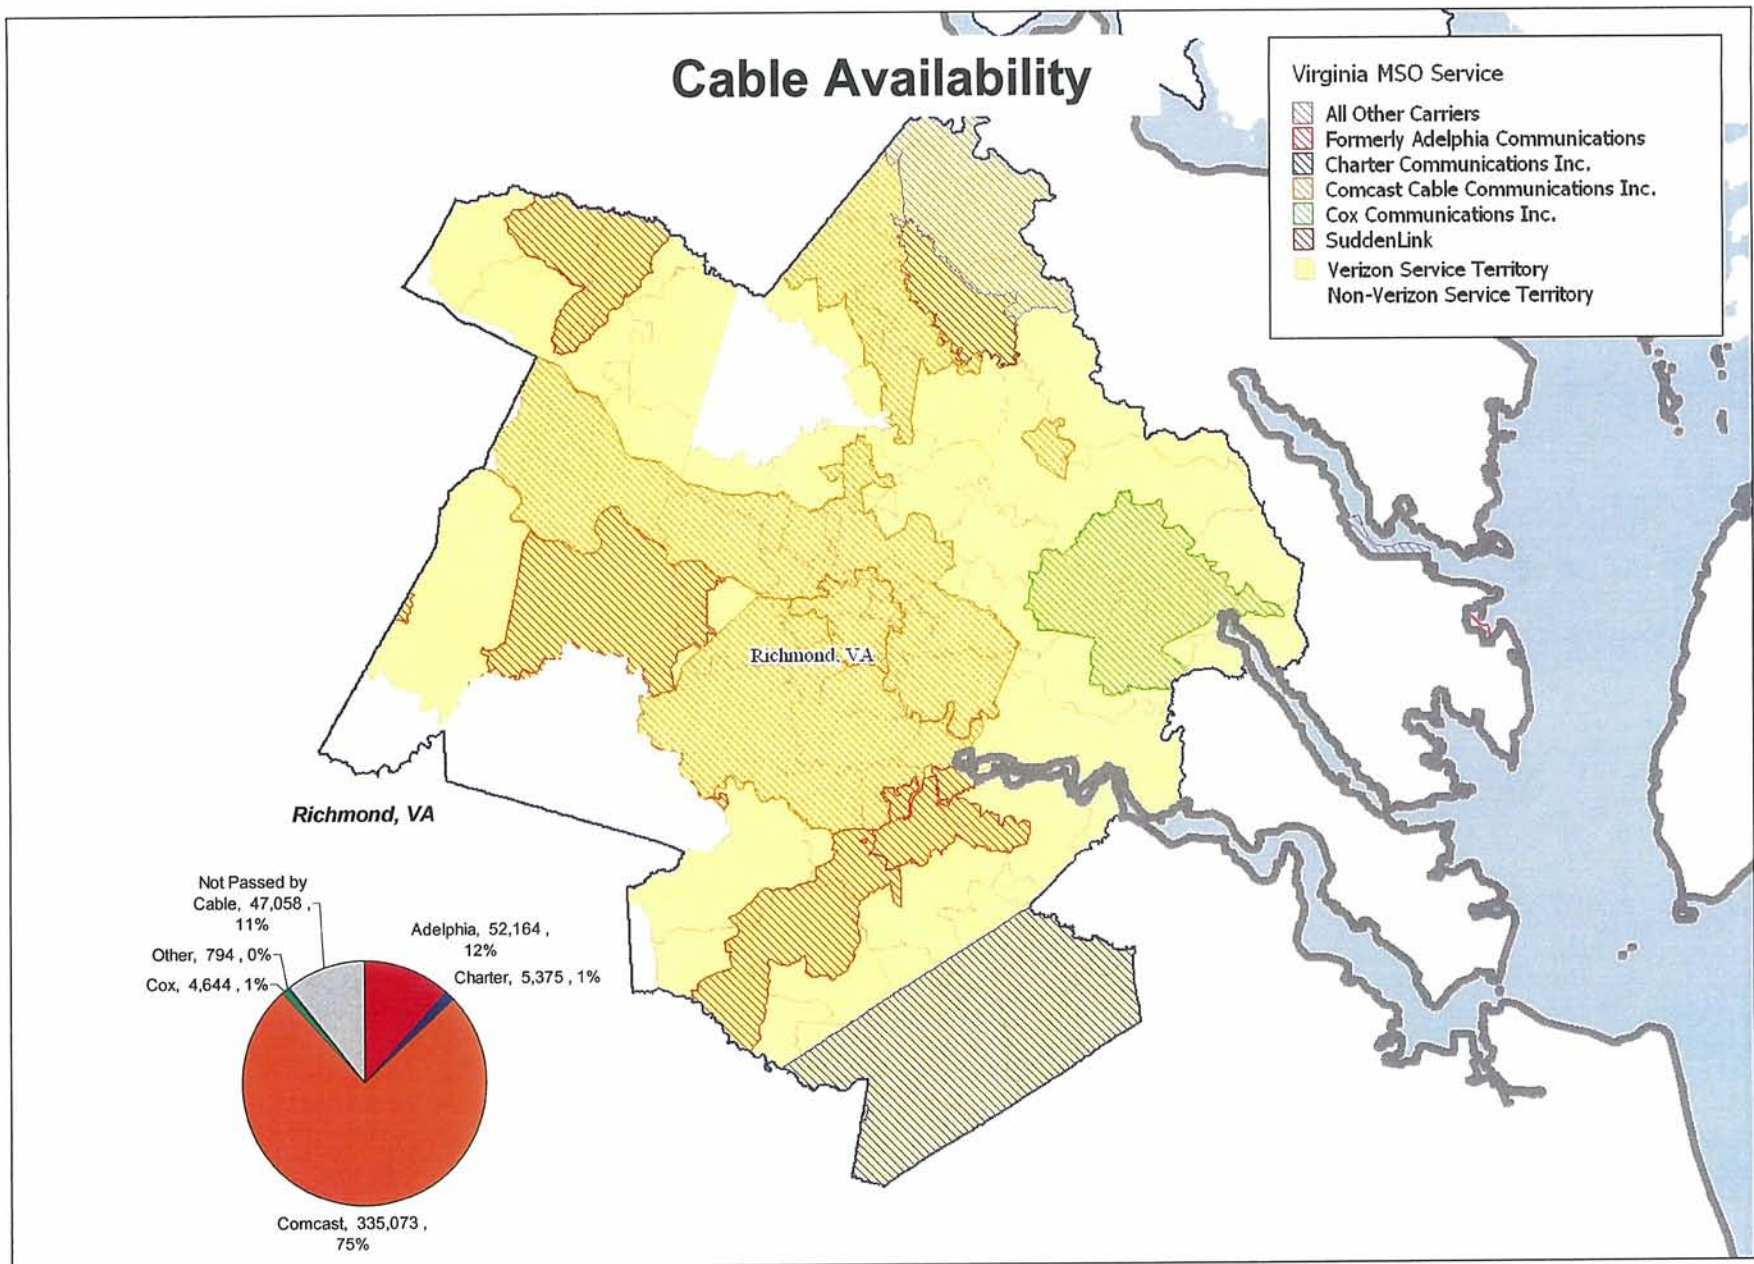 Cable Availability
Virginia MSO Service
All Other Carriers
Formerly Adelphia Communications
Charter Communications Inc.
Comcast Cable Communications Inc.
Cox Communications Inc.
SuddenLink
Verizon Service Territory
Non-Verizon Service Territory
Richmond, VA
Richmond, VA
Not Passed by
Cable, 47,058 ,
11%
Adelphia, 52,164 ,
12%
Other, 794 , 0%
Charter, 5,375 , 1%
Cox, 4,644 , 1%
Comcast, 335,073 ,
75%